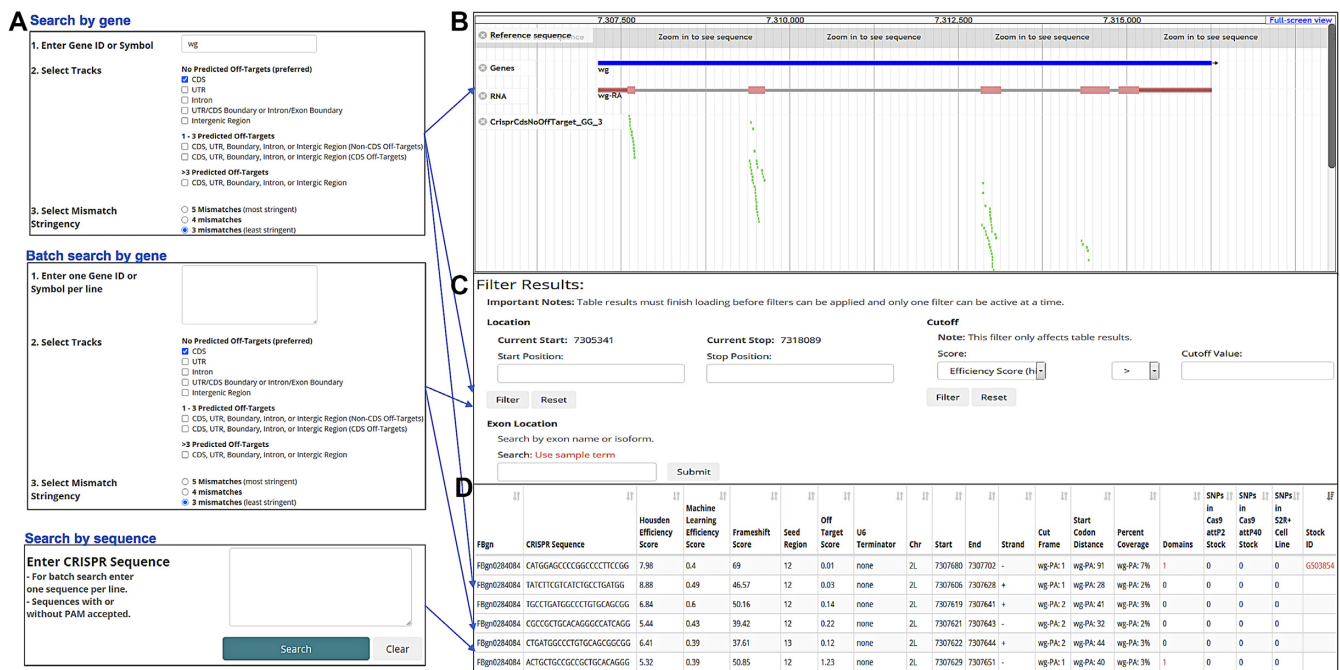 A
Search by gene
1. Enter Gene ID or Symbol
wg
2. Select Tracks
No Predicted Off-Targets (preferred)
CDS
UTR
Intron
UTR/CDS Boundary or Intron/Exon Boundary
Intergenic Region
1 - 3 Predicted Off-Targets
CDS, UTR, Boundary, Intron, or Intergic Region (Non-CDS Off-Targets)
CDS, UTR, Boundary, Intron, or Intergic Region (CDS Off-Targets)
>3 Predicted Off-Targets
CDS, UTR, Boundary, Intron, or Intergic Region
3. Select Mismatch
Stringency
5 Mismatches (most stringent)
4 mismatches
3 mismatches (least stringent)
Batch search by gene
1. Enter one Gene ID or
Symbol per line
2. Select Tracks
No Predicted Off-Targets (preferred)
CDS
UTR
Intron
UTR/CDS Boundary or Intron/Exon Boundary
Intergenic Region
1 - 3 Predicted Off-Targets
CDS, UTR, Boundary, Intron, or Intergic Region (Non-CDS Off-Targets)
CDS, UTR, Boundary, Intron, or Intergic Region (CDS Off-Targets)
>3 Predicted Off-Targets
CDS, UTR, Boundary, Intron, or Intergic Region
3. Select Mismatch
Stringency
5 Mismatches (most stringent)
4 mismatches
3 mismatches (least stringent)
Search by sequence
Enter CRISPR Sequence
- For batch search enter
one sequence per line.
- Sequences with or
without PAM accepted.
Search Clear
B
7,307,500 7,310,000 7,312,500 7,315,000 Full-screen view
Reference sequence Zoom in to see sequence Zoom in to see sequence Zoom in to see sequence Zoom in to see sequence
Genes
wg
RNA
wg-RA
CrisprCdsNoOffTarget_GG_3
C
Filter Results:
Important Notes: Table results must finish loading before filters can be applied and only one filter can be active at a time.
Location
Current Start: 7305341 Current Stop: 7318089
Start Position: Stop Position:
Filter Reset
Cutoff
Note: This filter only affects table results.
Score: Cutoff Value:
Efficiency Score (hi >
Filter Reset
Exon Location
Search by exon name or isoform.
Search: Use sample term
Submit
D
FBgn CRISPR Sequence Housden Efficiency Score Machine Learning Efficiency Score Frameshift Score Seed Region Off Target Score U6 Terminator Chr Start End Strand Cut Frame Start Codon Distance Percent Coverage Domains SNPs in Cas9 attP2 Stock SNPs in Cas9 attP40 Stock SNPs in S2R+ Cell Line Stock ID
FBgn0284084 CATGGAGCCCCGGCCCCTTCCGG 7.98 0.4 69 12 0.01 none 2L 7307680 7307702 - wg-PA: 1 wg-PA: 91 wg-PA: 7% 1 0 0 0 GS03854
FBgn0284084 TATCTTCGTCATCTGCCTGATGG 8.88 0.49 46.57 12 0.03 none 2L 7307606 7307628 + wg-PA: 1 wg-PA: 28 wg-PA: 2% 0 0 0 0
FBgn0284084 TGCCTGATGGCCCTGTGCAGCGG 6.84 0.6 50.16 12 0.14 none 2L 7307619 7307641 + wg-PA: 2 wg-PA: 41 wg-PA: 3% 0 0 0 0
FBgn0284084 CGCCGCTGCACAGGGCCATCAGG 5.44 0.43 39.42 12 0.22 none 2L 7307621 7307643 - wg-PA: 2 wg-PA: 32 wg-PA: 2% 0 0 0 0
FBgn0284084 CTGATGGCCCTGTGCAGCGGCGG 6.41 0.39 37.61 13 0.12 none 2L 7307622 7307644 + wg-PA: 2 wg-PA: 44 wg-PA: 3% 0 0 0 0
FBgn0284084 ACTGCTGCCGCCGCTGCACAGGG 5.32 0.39 50.85 12 1.23 none 2L 7307629 7307651 - wg-PA: 1 wg-PA: 40 wg-PA: 3% 1 0 0 0